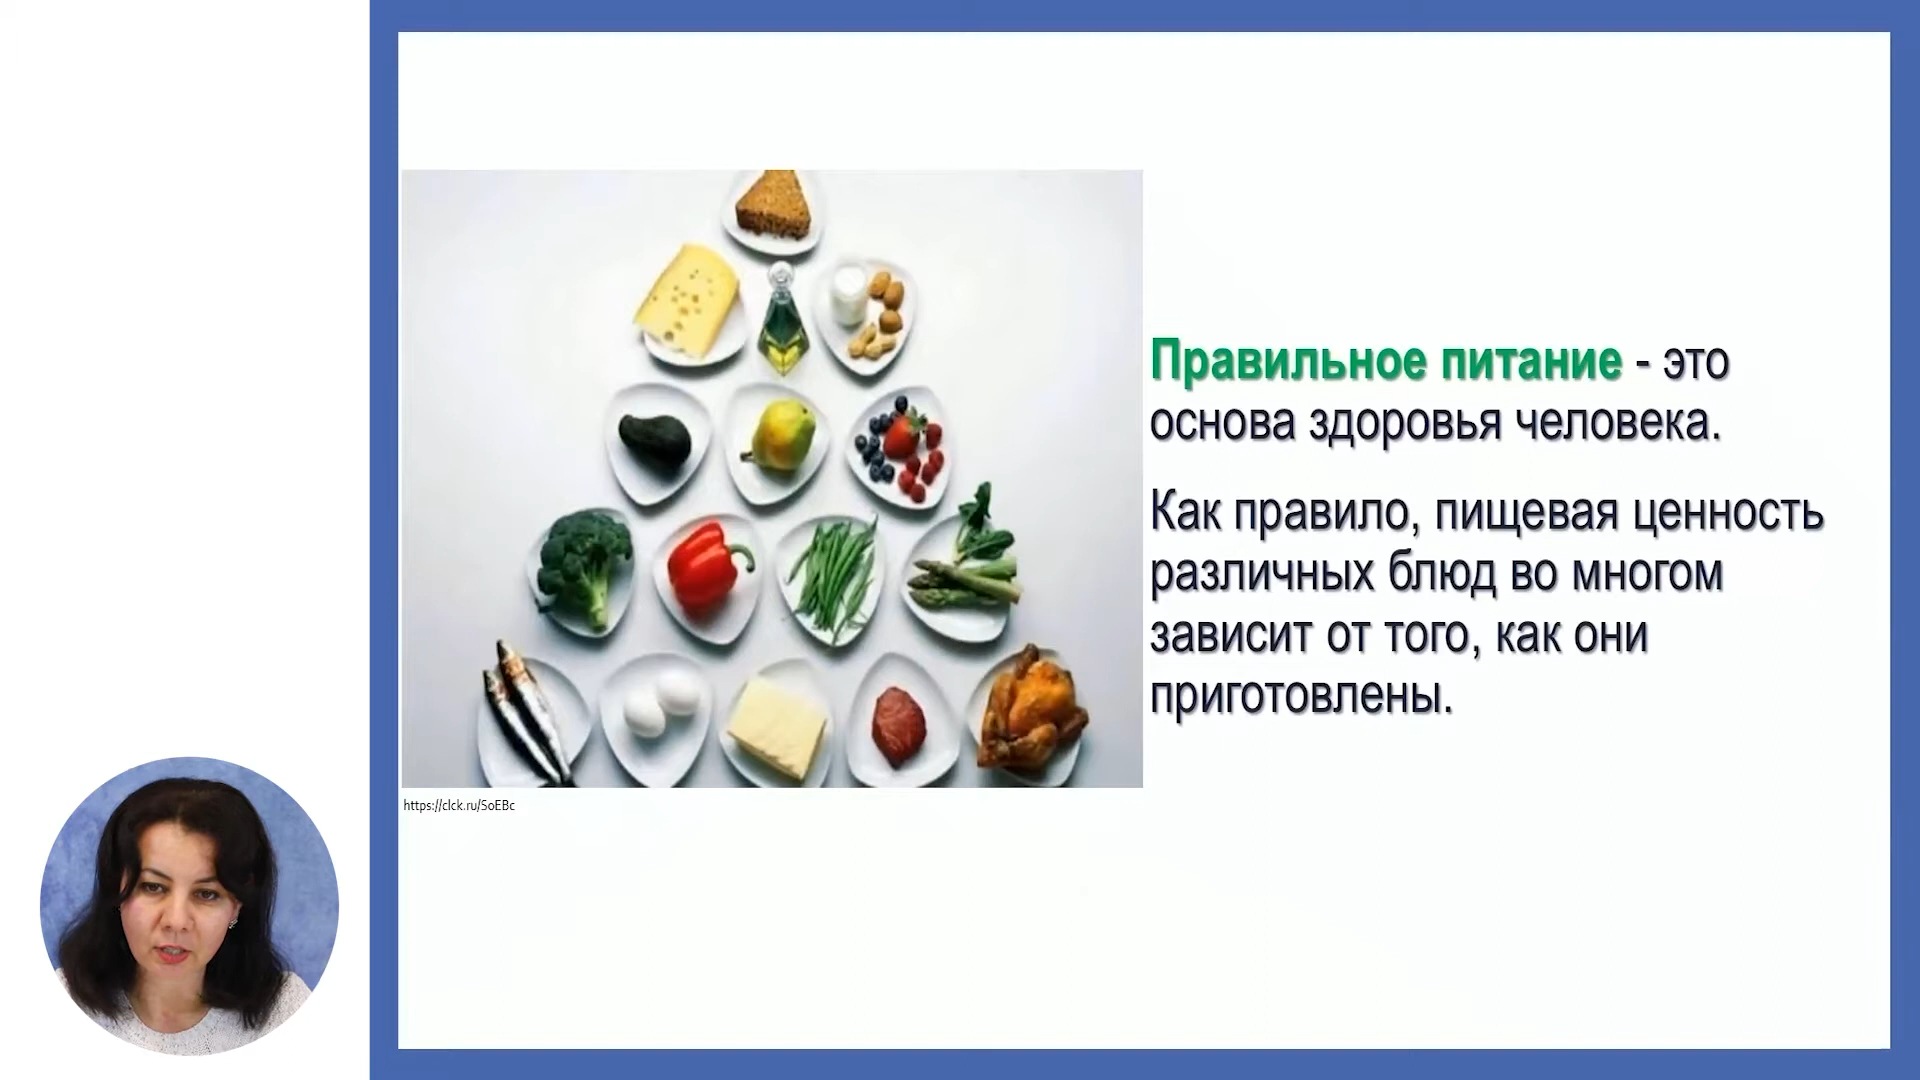 Правильное питание - это
основа здоровья человека.
Как правило, пищевая ценность
различных блюд во многом
зависит от того, как они
приготовлены.
https://clck.ru/SoEBc